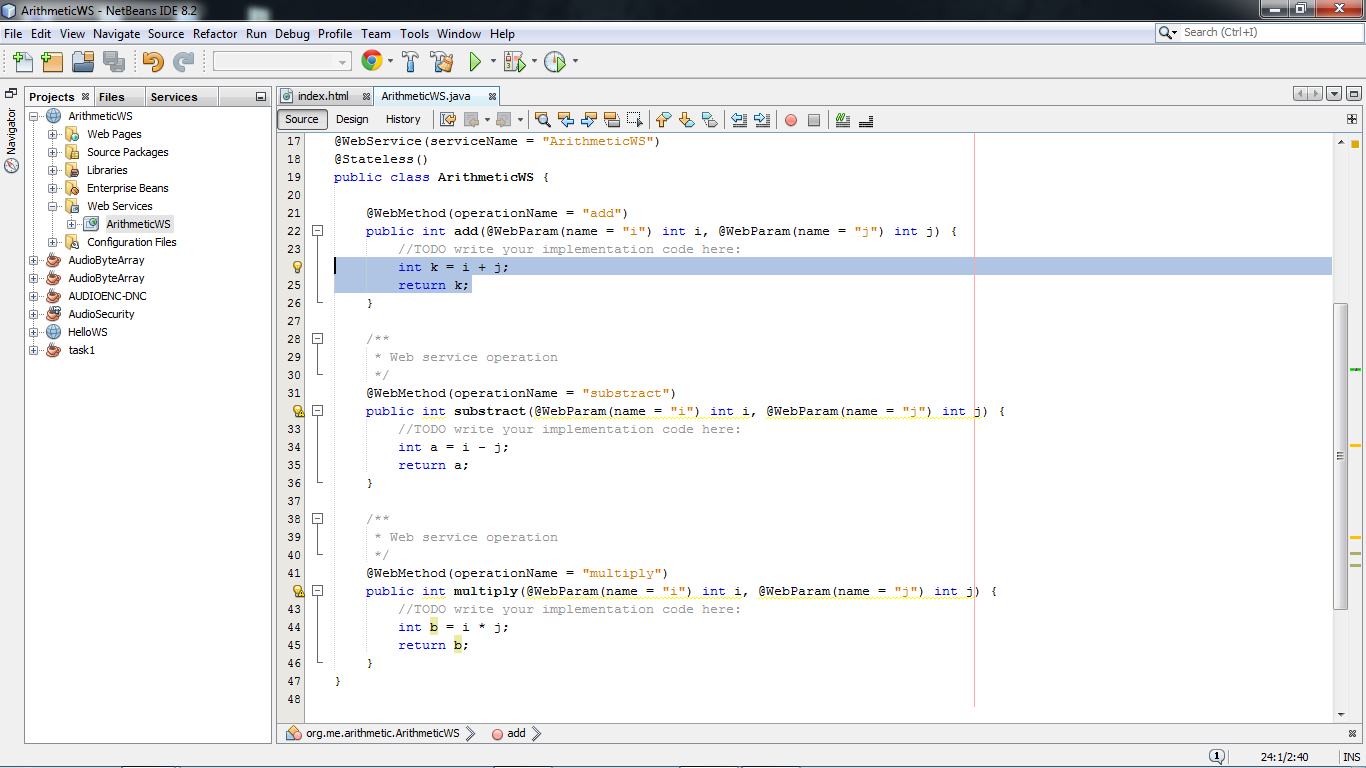 ArithmeticWS - NetBeans IDE 8.2
File Edit View Navigate Source Refactor Run Debug Profile Team Tools Window Help
Search (Ctrl+I)
Projects Files Services
Navigator
ArithmeticWS
Web Pages
Source Packages
Libraries
Enterprise Beans
Web Services
ArithmeticWS
Configuration Files
AudioByteArray
AudioByteArray
AUDIOENC-DNC
AudioSecurity
HelloWS
task1
index.html ArithmeticWS.java
Source Design History
17 @WebService(serviceName = "ArithmeticWS")
18 @Stateless()
19 public class ArithmeticWS {
20
21 @WebMethod(operationName = "add")
22 public int add(@WebParam(name = "i") int i, @WebParam(name = "j") int j) {
23 //TODO write your implementation code here:
int k = i + j;
25 return k;
26 }
27
28 /**
29 * Web service operation
30 */
31 @WebMethod(operationName = "substract")
public int substract(@WebParam(name = "i") int i, @WebParam(name = "j") int j) {
33 //TODO write your implementation code here:
34 int a = i - j;
35 return a;
36 }
37
38 /**
39 * Web service operation
40 */
41 @WebMethod(operationName = "multiply")
public int multiply(@WebParam(name = "i") int i, @WebParam(name = "j") int j) {
43 //TODO write your implementation code here:
44 int b = i * j;
45 return b;
46 }
47 }
48
org.me.arithmetic.ArithmeticWS add
1 24:1/2:40 INS